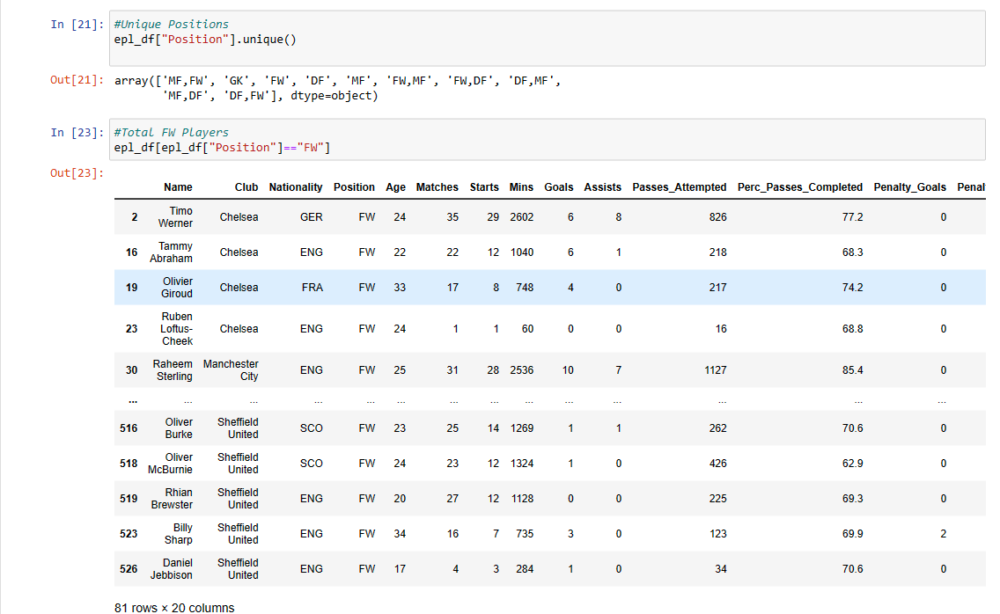 In [21]: #Unique Positions
epl_df["Position"].unique()
Out[21]: array(['MF,FW', 'GK', 'FW', 'DF', 'MF', 'FW,MF', 'FW,DF', 'DF,MF',
'MF,DF', 'DF,FW'], dtype=object)
In [23]: #Total FW Players
epl_df[epl_df["Position"]=="FW"]
Out[23]:
Name Club Nationality Position Age Matches Starts Mins Goals Assists Passes_Attempted Perc_Passes_Completed Penalty_Goals Penal
2 Timo Werner Chelsea GER FW 24 35 29 2602 6 8 826 77.2 0
16 Tammy Abraham Chelsea ENG FW 22 22 12 1040 6 1 218 68.3 0
19 Olivier Giroud Chelsea FRA FW 33 17 8 748 4 0 217 74.2 0
23 Ruben Loftus-Cheek Chelsea ENG FW 24 1 1 60 0 0 16 68.8 0
30 Raheem Sterling Manchester City ENG FW 25 31 28 2536 10 7 1127 85.4 0
... ... ... ... ... ... ... ... ... ... ... ... ... ...
516 Oliver Burke Sheffield United SCO FW 23 25 14 1269 1 1 262 70.6 0
518 Oliver McBurnie Sheffield United SCO FW 24 23 12 1324 1 0 426 62.9 0
519 Rhian Brewster Sheffield United ENG FW 20 27 12 1128 0 0 225 69.3 0
523 Billy Sharp Sheffield United ENG FW 34 16 7 735 3 0 123 69.9 2
526 Daniel Jebbison Sheffield United ENG FW 17 4 3 284 1 0 34 70.6 0
81 rows × 20 columns